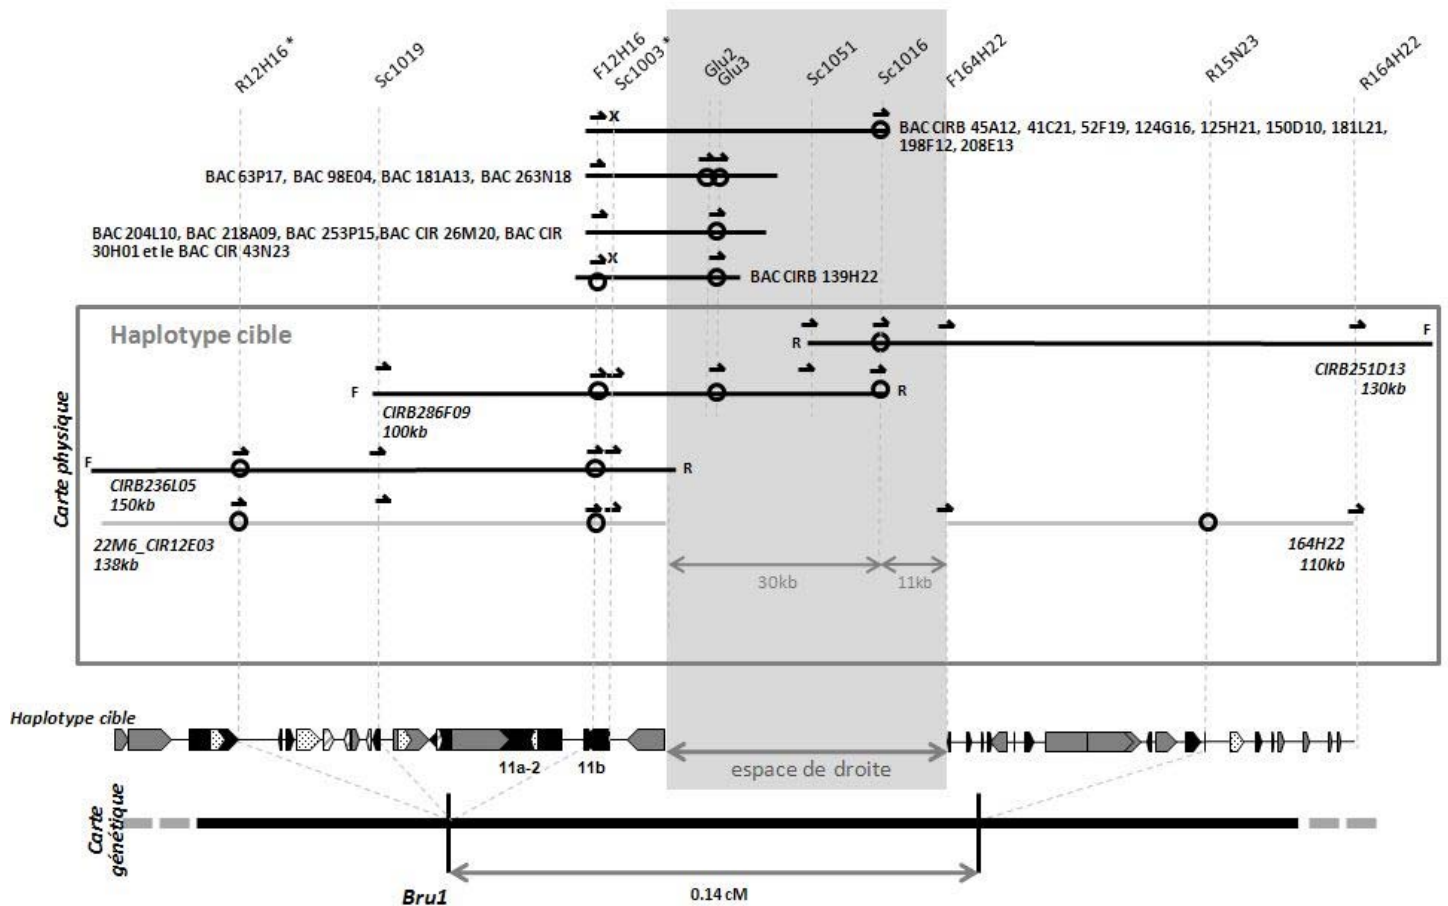 R12H16 *
Sc1019
F12H16
Sc1003 *
Glu2
Glu3
Sc1051
Sc1016
F164H22
R15N23
R164H22
x
BAC CIRB 45A12, 41C21, 52F19, 124G16, 125H21, 150D10, 181L21,
198F12, 208E13
BAC 63P17, BAC 98E04, BAC 181A13, BAC 263N18
BAC 204L10, BAC 218A09, BAC 253P15,BAC CIR 26M20, BAC CIR
30H01 et le BAC CIR 43N23
x
BAC CIRB 139H22
Haplotype cible
R
F
CIRB251D13
130kb
F
R
CIRB286F09
100kb
Carte physique
F
R
CIRB236L05
150kb
22M6_CIR12E03
138kb
164H22
110kb
30kb
11kb
Haplotype cible
11a-2
11b
espace de droite
Carte
génétique
Bru1
0.14 cM